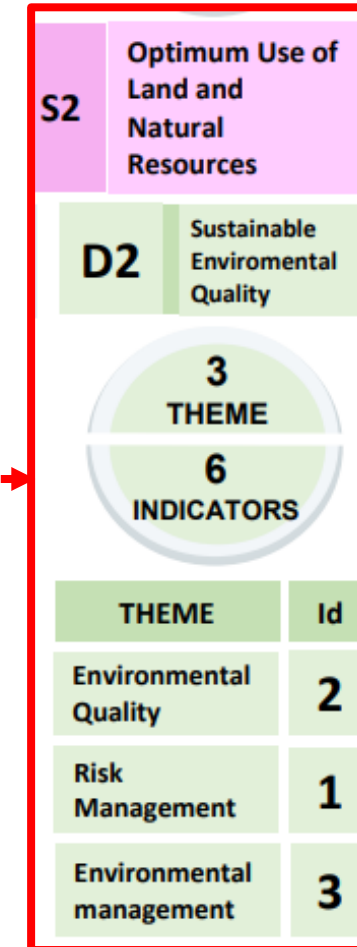 S2
Optimum Use of
Land and
Natural
Resources
D2
Sustainable
Enviromental
Quality
3
THEME
6
INDICATORS
THEME Id
Environmental
Quality
2
Risk
Management
1
Environmental
management
3